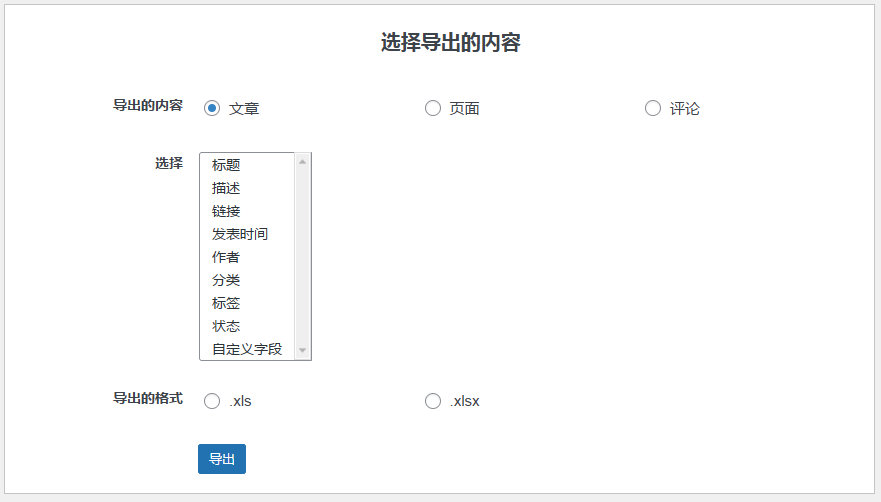 选择导出的内容
导出的内容 文章 页面 评论
选择
标题
描述
链接
发表时间
作者
分类
标签
状态
自定义字段
导出的格式 .xls .xlsx
导出